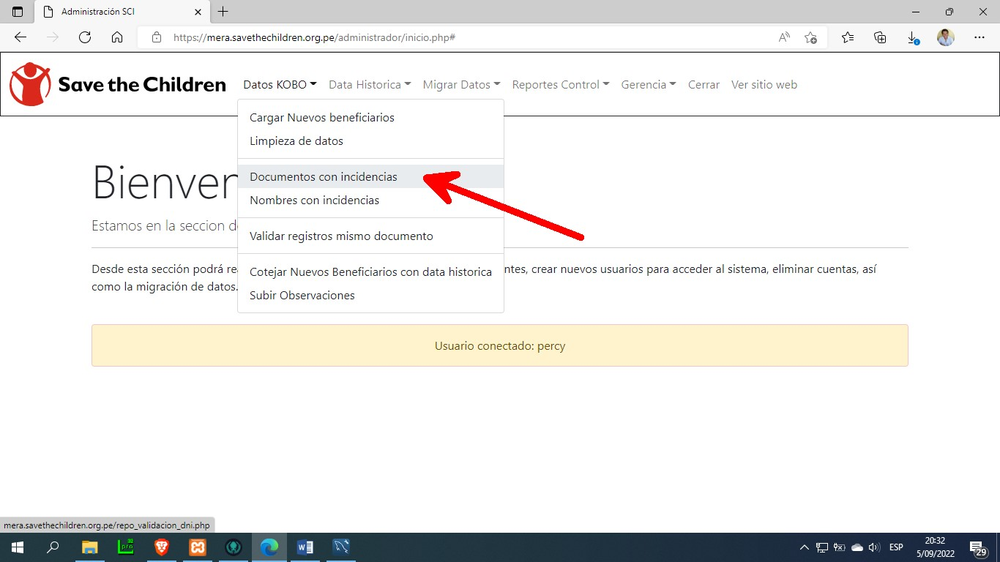 Administración SCI
https://mera.savethechildren.org.pe/administrador/inicio.php#
Save the Children
Datos KOBO Data Historica Migrar Datos Reportes Control Gerencia Cerrar Ver sitio web
Cargar Nuevos beneficiarios
Limpieza de datos
Documentos con incidencias
Nombres con incidencias
Validar registros mismo documento
Cotejar Nuevos Beneficiarios con data historica
Subir Observaciones
Bienven
Estamos en la seccion d
Desde esta sección podrá re ntes, crear nuevos usuarios para acceder al sistema, eliminar cuentas, así
como la migración de datos.
Usuario conectado: percy
mera.savethechildren.org.pe/repo_validacion_dni.php
ESP
20:32
5/09/2022
29